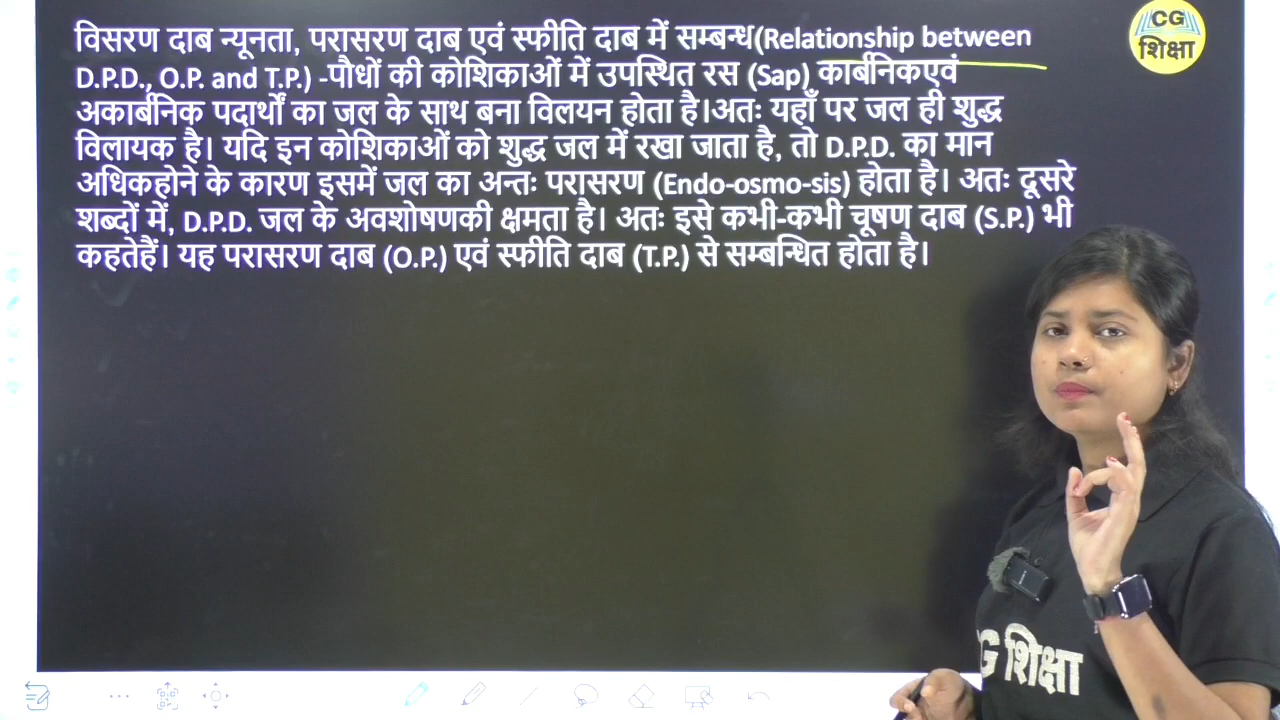 विसरण दाब न्यूनता, परासरण दाब एवं स्फीति दाब में सम्बन्ध(Relationship between
D.P.D., O.P. and T.P.) -पौधों की कोशिकाओं में उपस्थित रस (Sap) कार्बनिकएवं
अकार्बनिक पदार्थों का जल के साथ बना विलयन होता है।अतः यहाँ पर जल ही शुद्ध
विलायक है। यदि इन कोशिकाओं को शुद्ध जल में रखा जाता है, तो D.P.D. का मान
अधिकहोने के कारण इसमें जल का अन्तः परासरण (Endo-osmo-sis) होता है। अतः दूसरे
शब्दों में, D.P.D. जल के अवशोषणकी क्षमता है। अतः इसे कभी-कभी चूषण दाब (S.P.) भी
कहतेहैं। यह परासरण दाब (O.P.) एवं स्फीति दाब (T.P.) से सम्बन्धित होता है।
CG
शिक्षा
G शिक्षा